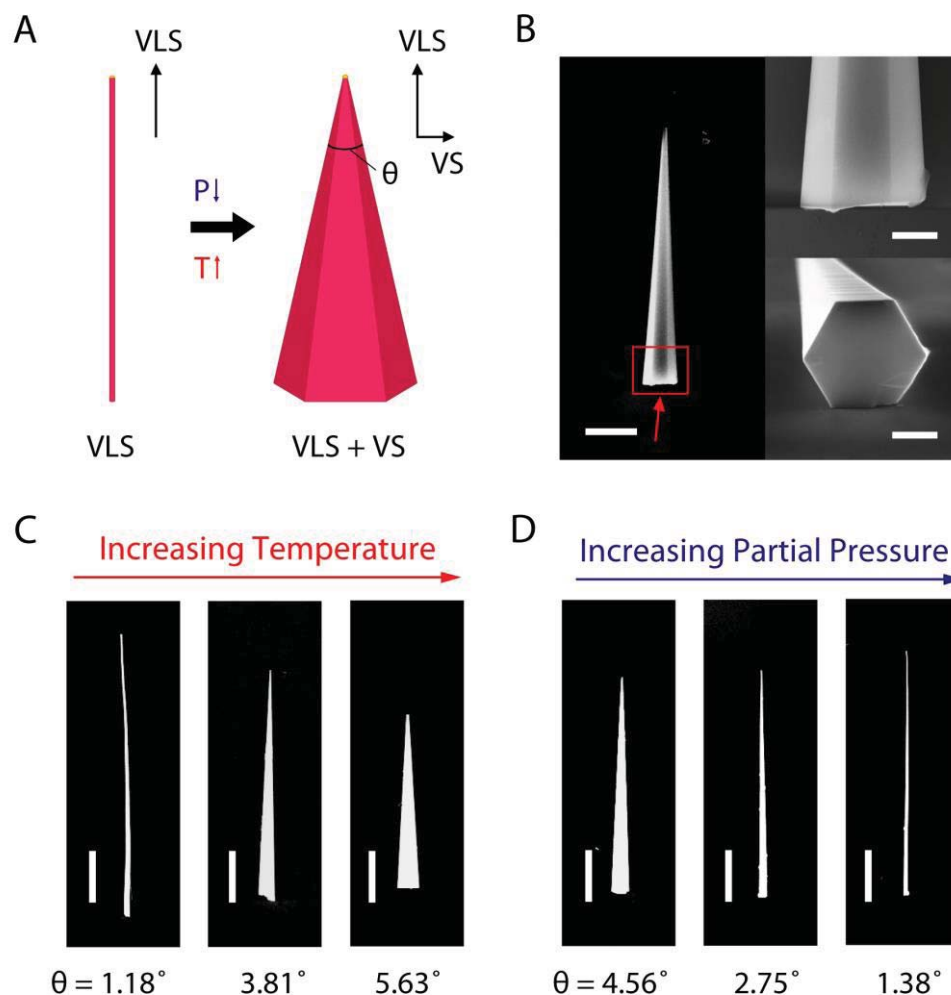 A
VLS
VLS
θ
VS
P↓
T↑
VLS
VLS + VS
B
C
Increasing Temperature
θ = 1.18°
3.81°
5.63°
D
Increasing Partial Pressure
θ = 4.56°
2.75°
1.38°